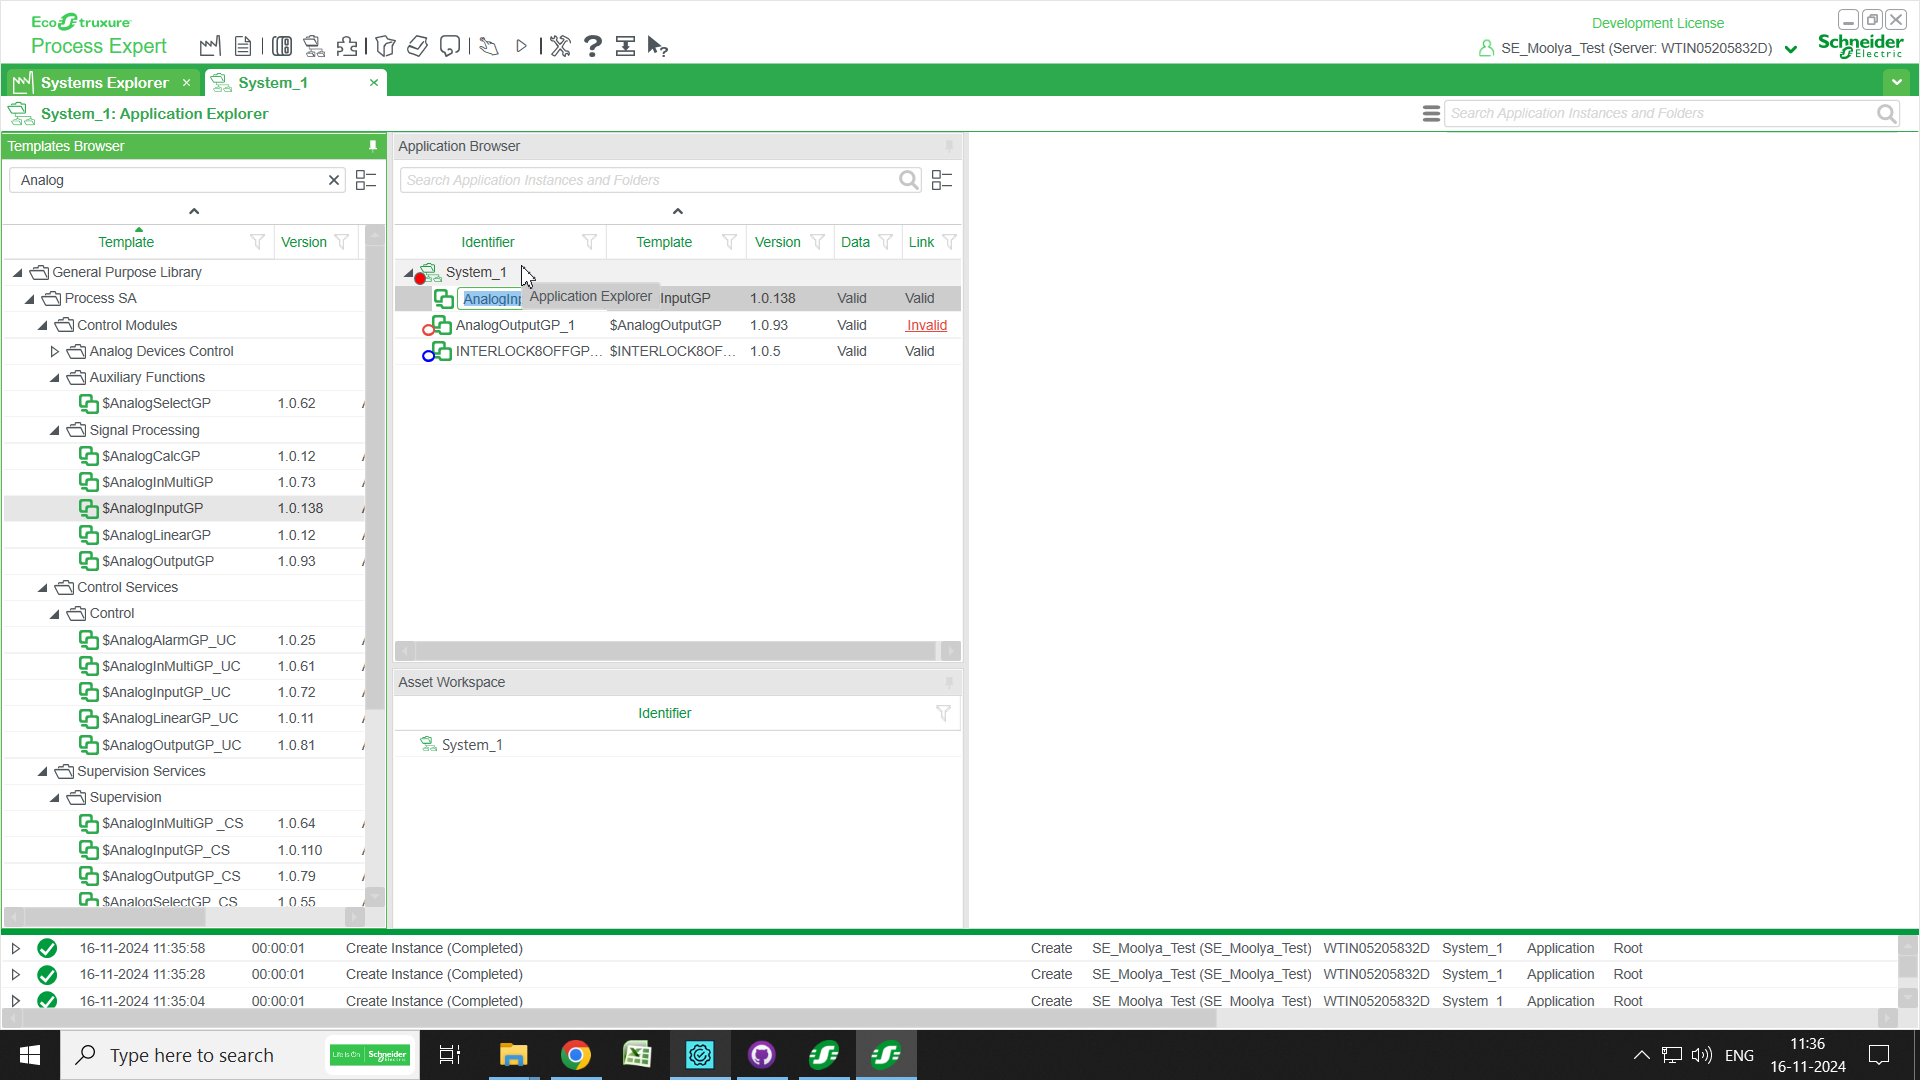 EcoStruxure
Process Expert
Development License
SE_Moolya_Test (Server: WTIN05205832D)
Schneider
Electric
Systems Explorer
System_1
System_1: Application Explorer
Search Application Instances and Folders
Templates Browser
Analog
Template Version
General Purpose Library
Process SA
Control Modules
Analog Devices Control
Auxiliary Functions
$AnalogSelectGP 1.0.62
Signal Processing
$AnalogCalcGP 1.0.12
$AnalogInMultiGP 1.0.73
$AnalogInputGP 1.0.138
$AnalogLinearGP 1.0.12
$AnalogOutputGP 1.0.93
Control Services
Control
$AnalogAlarmGP_UC 1.0.25
$AnalogInMultiGP_UC 1.0.61
$AnalogInputGP_UC 1.0.72
$AnalogLinearGP_UC 1.0.11
$AnalogOutputGP_UC 1.0.81
Supervision Services
Supervision
$AnalogInMultiGP _CS 1.0.64
$AnalogInputGP_CS 1.0.110
$AnalogOutputGP_CS 1.0.79
$AnalogSelectGP_CS 1.0.55
Application Browser
Search Application Instances and Folders
Identifier Template Version Data Link
System_1
AnalogInp Application Explorer InputGP 1.0.138 Valid Valid
AnalogOutputGP_1 $AnalogOutputGP 1.0.93 Valid Invalid
INTERLOCK8OFFGP... $INTERLOCK8OF... 1.0.5 Valid Valid
Asset Workspace
Identifier
System_1
16-11-2024 11:35:58 00:00:01 Create Instance (Completed) Create SE_Moolya_Test (SE_Moolya_Test) WTIN05205832D System_1 Application Root
16-11-2024 11:35:28 00:00:01 Create Instance (Completed) Create SE_Moolya_Test (SE_Moolya_Test) WTIN05205832D System_1 Application Root
16-11-2024 11:35:04 00:00:01 Create Instance (Completed) Create SE_Moolya_Test (SE_Moolya_Test) WTIN05205832D System_1 Application Root
Type here to search
Life Is On Schneider Electric
ENG
11:36
16-11-2024